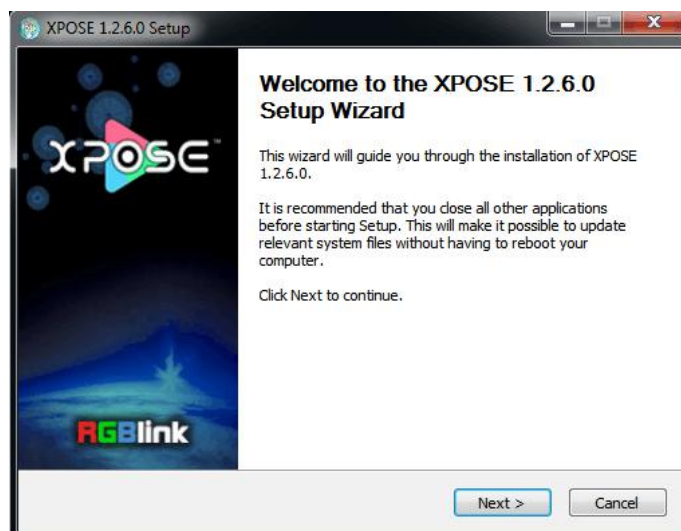 XPOSE 1.2.6.0 Setup
XPOSE™
RGBlink
Welcome to the XPOSE 1.2.6.0
Setup Wizard
This wizard will guide you through the installation of XPOSE
1.2.6.0.
It is recommended that you close all other applications
before starting Setup. This will make it possible to update
relevant system files without having to reboot your
computer.
Click Next to continue.
Next >
Cancel